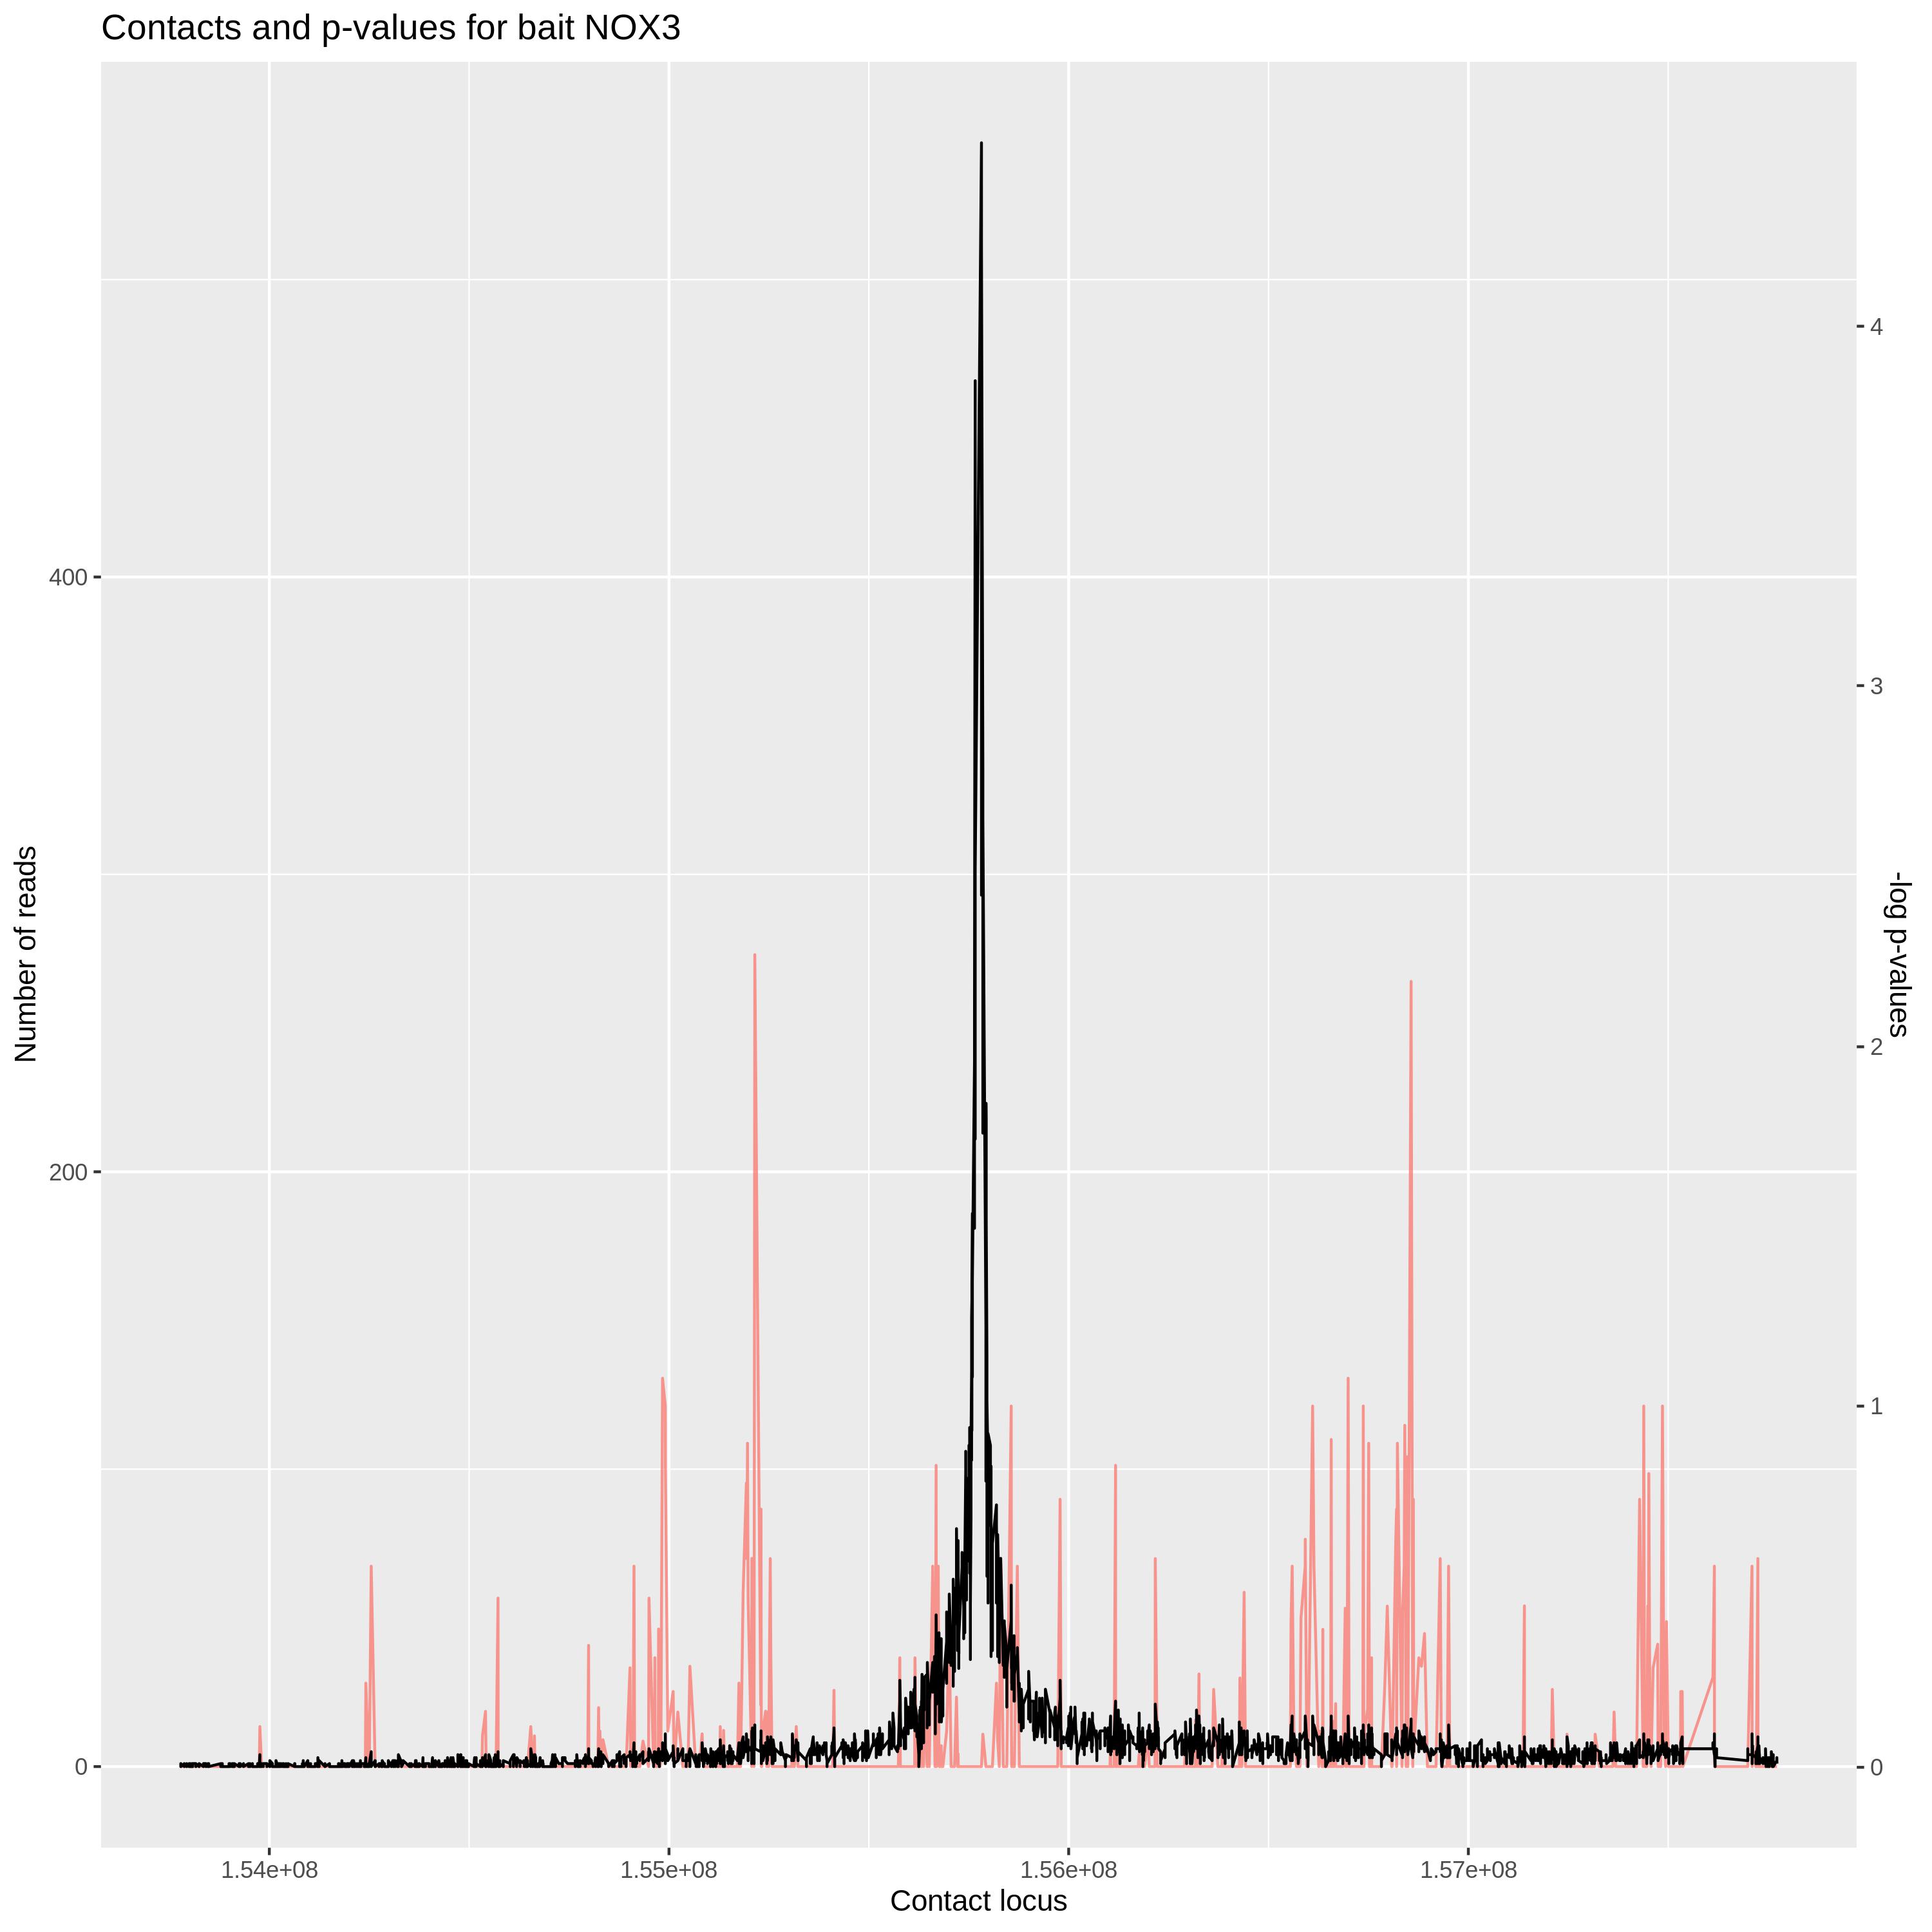 Contacts and p-values for bait NOX3
Number of reads
400
200
0
4
3
2
1
0
-log p-values
1.54e+08
1.55e+08
1.56e+08
1.57e+08
Contact locus